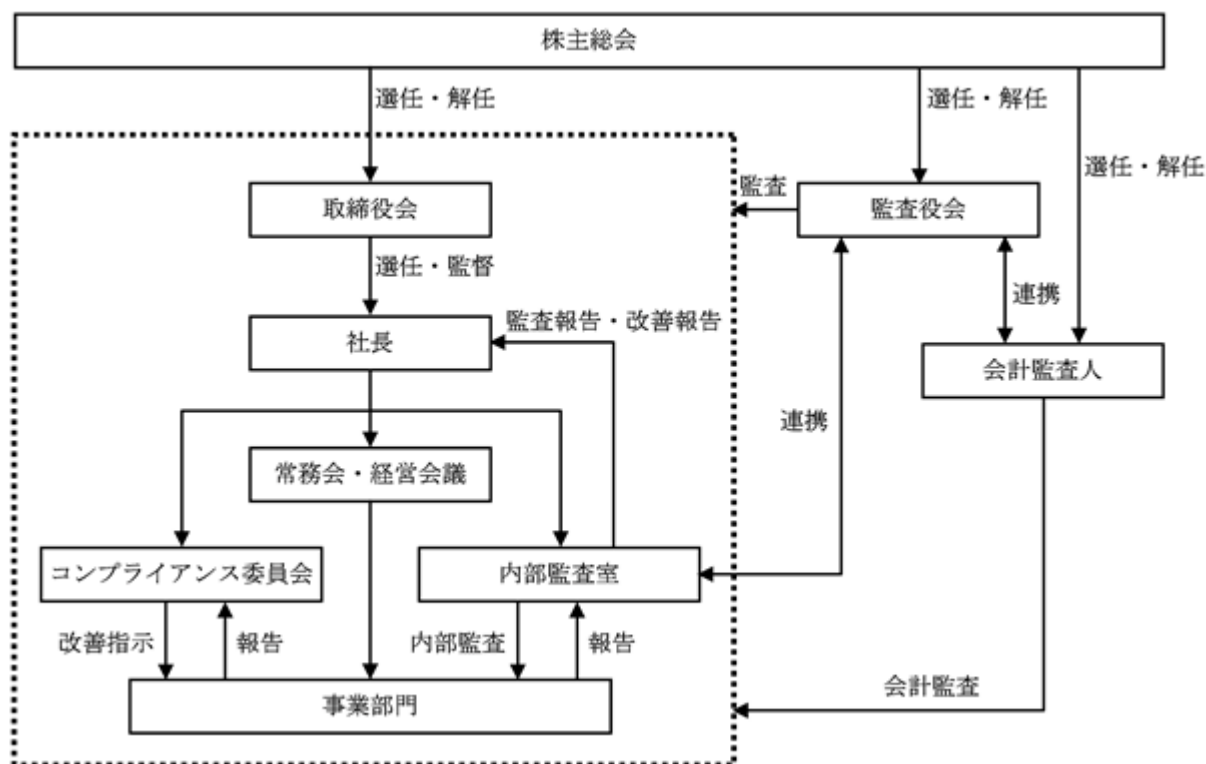 株主総会
選任・解任
選任・解任
選任・解任
取締役会
監査
監査役会
選任・監督
連携
監査報告・改善報告
社長
会計監査人
連携
常務会・経営会議
コンプライアンス委員会
内部監査室
改善指示
報告
内部監査
報告
会計監査
事業部門